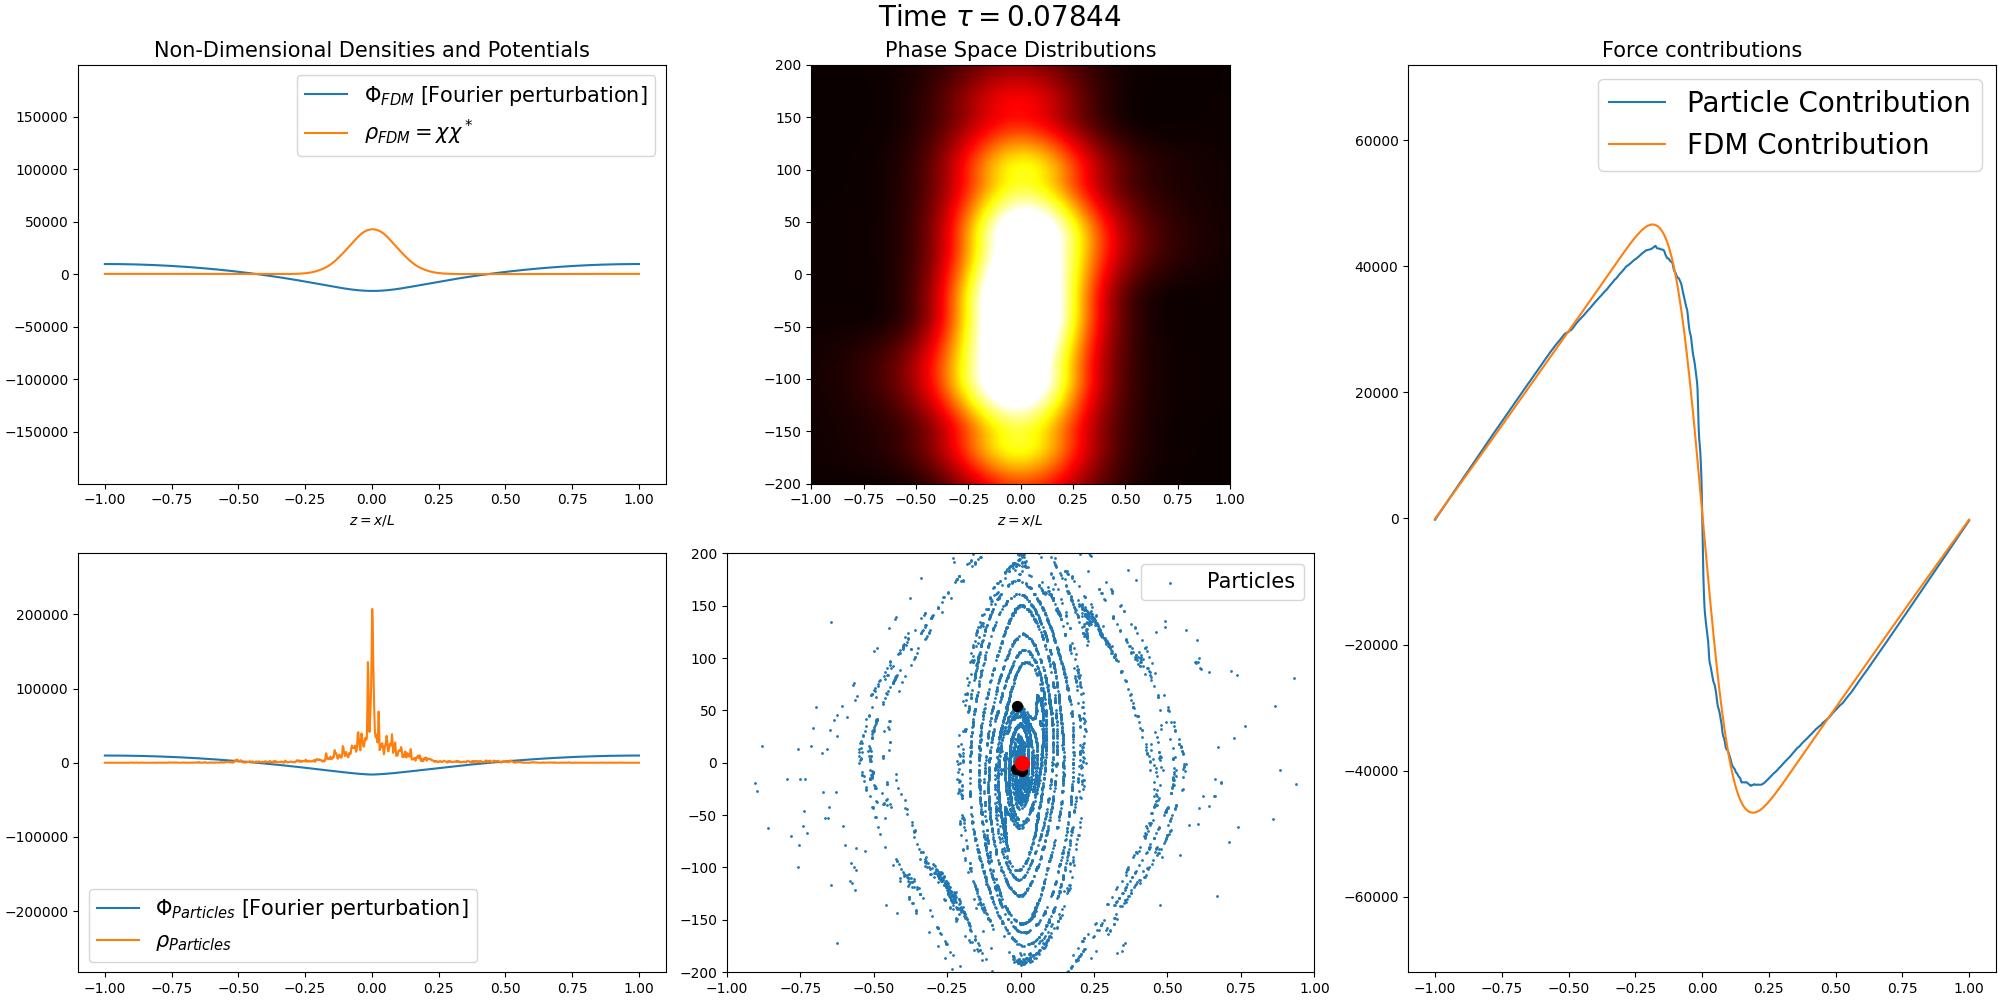 Time τ = 0.07844
Non-Dimensional Densities and Potentials
Φ_FDM [Fourier perturbation]
ρ_FDM = χχ*
150000
100000
50000
0
−50000
−100000
−150000
−1.00 −0.75 −0.50 −0.25 0.00 0.25 0.50 0.75 1.00
z = x/L
Phase Space Distributions
200
150
100
50
0
−50
−100
−150
−200
−1.00 −0.75 −0.50 −0.25 0.00 0.25 0.50 0.75 1.00
z = x/L
Force contributions
Particle Contribution
FDM Contribution
60000
40000
20000
0
−20000
−40000
−60000
−1.00 −0.75 −0.50 −0.25 0.00 0.25 0.50 0.75 1.00
200000
100000
0
−100000
−200000
Φ_Particles [Fourier perturbation]
ρ_Particles
−1.00 −0.75 −0.50 −0.25 0.00 0.25 0.50 0.75 1.00
Particles
200
150
100
50
0
−50
−100
−150
−200
−1.00 −0.75 −0.50 −0.25 0.00 0.25 0.50 0.75 1.00